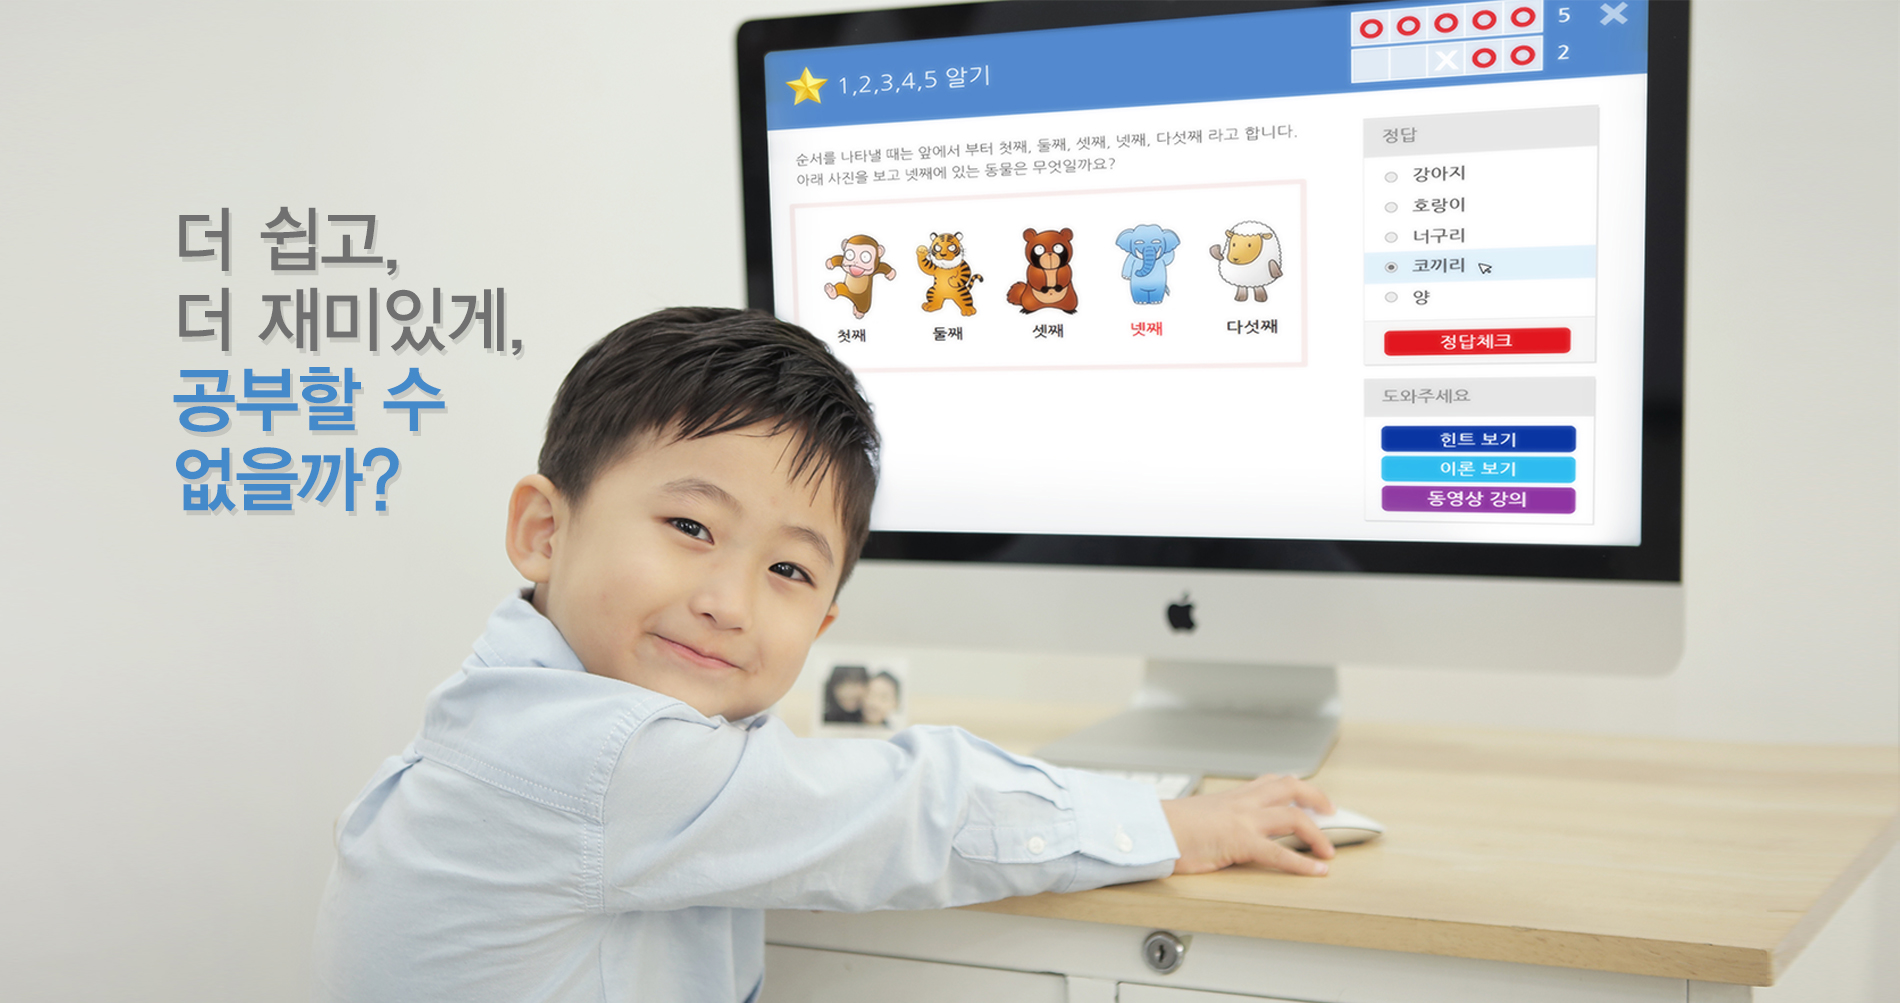 더 쉽고,
더 재미있게,
공부할 수
없을까?
1,2,3,4,5 알기
5
2
순서를 나타낼 때는 앞에서 부터 첫째, 둘째, 셋째, 넷째, 다섯째 라고 합니다.
아래 사진을 보고 넷째에 있는 동물은 무엇일까요?
첫째
둘째
셋째
넷째
다섯째
정답
강아지
호랑이
너구리
코끼리
양
정답체크
도와주세요
힌트 보기
이론 보기
동영상 강의